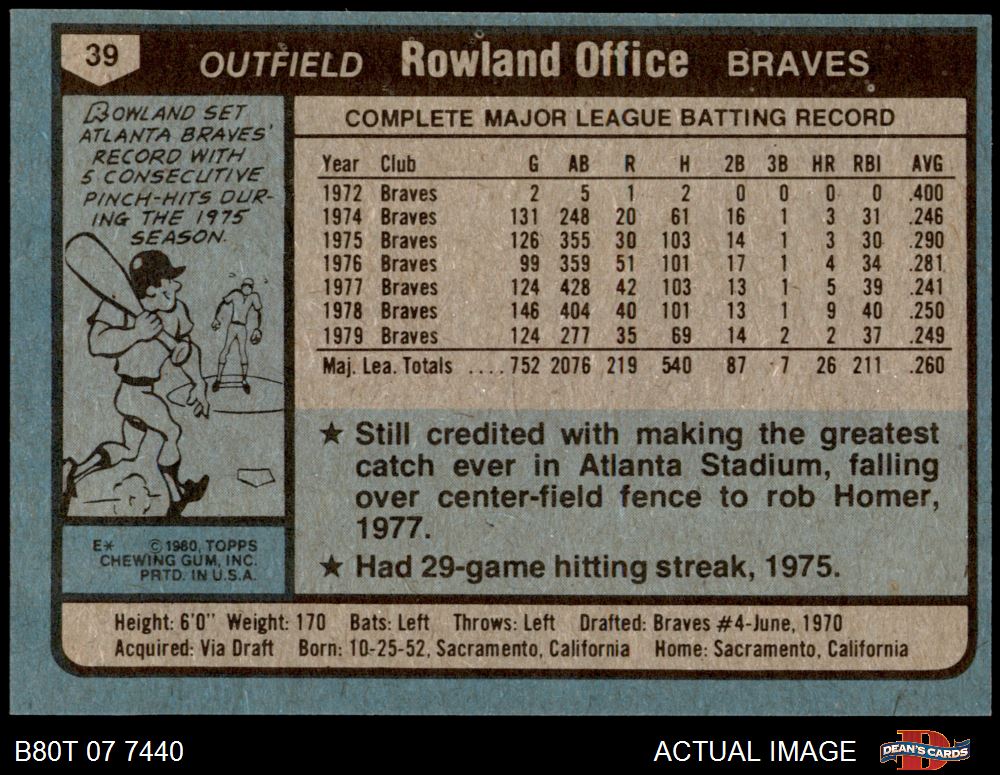 39 OUTFIELD Rowland Office BRAVES
ROWLAND SET
ATLANTA BRAVES'
RECORD WITH
5 CONSECUTIVE
PINCH-HITS DUR-
ING THE 1975
SEASON.
E* © 1980, TOPPS
CHEWING GUM, INC.
PRTD. IN U.S.A.
COMPLETE MAJOR LEAGUE BATTING RECORD
Year Club G AB R H 2B 3B HR RBI AVG
1972 Braves 2 5 1 2 0 0 0 0 .400
1974 Braves 131 248 20 61 16 1 3 31 .246
1975 Braves 126 355 30 103 14 1 3 30 .290
1976 Braves 99 359 51 101 17 1 4 34 .281
1977 Braves 124 428 42 103 13 1 5 39 .241
1978 Braves 146 404 40 101 13 1 9 40 .250
1979 Braves 124 277 35 69 14 2 2 37 .249
Maj. Lea. Totals .... 752 2076 219 540 87 7 26 211 .260
★ Still credited with making the greatest
catch ever in Atlanta Stadium, falling
over center-field fence to rob Homer,
1977.
★ Had 29-game hitting streak, 1975.
Height: 6'0" Weight: 170 Bats: Left Throws: Left Drafted: Braves #4-June, 1970
Acquired: Via Draft Born: 10-25-52, Sacramento, California Home: Sacramento, California
B80T 07 7440 ACTUAL IMAGE DEAN'S CARDS